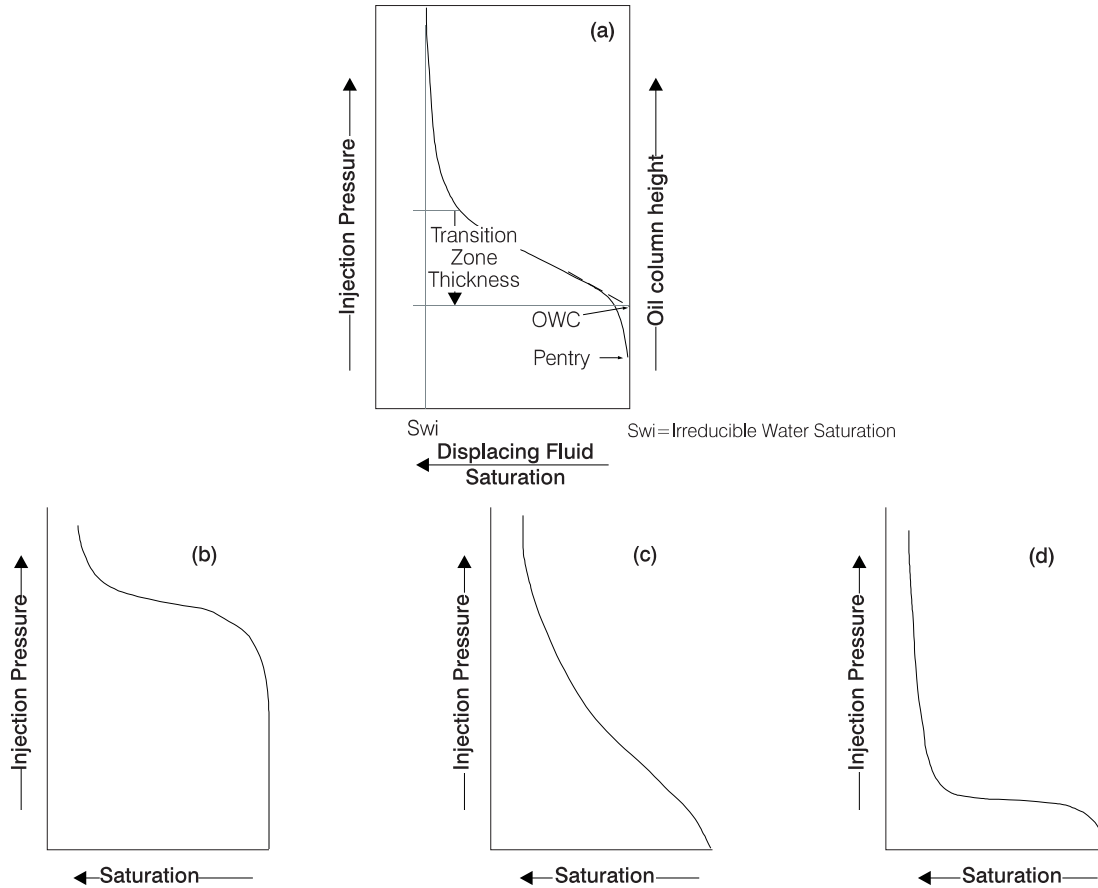 (a)
Injection Pressure
Oil column height
Transition
Zone
Thickness
OWC
Pentry
Swi
Swi=Irreducible Water Saturation
Displacing Fluid
Saturation
(b)
Injection Pressure
Saturation
(c)
Injection Pressure
Saturation
(d)
Injection Pressure
Saturation